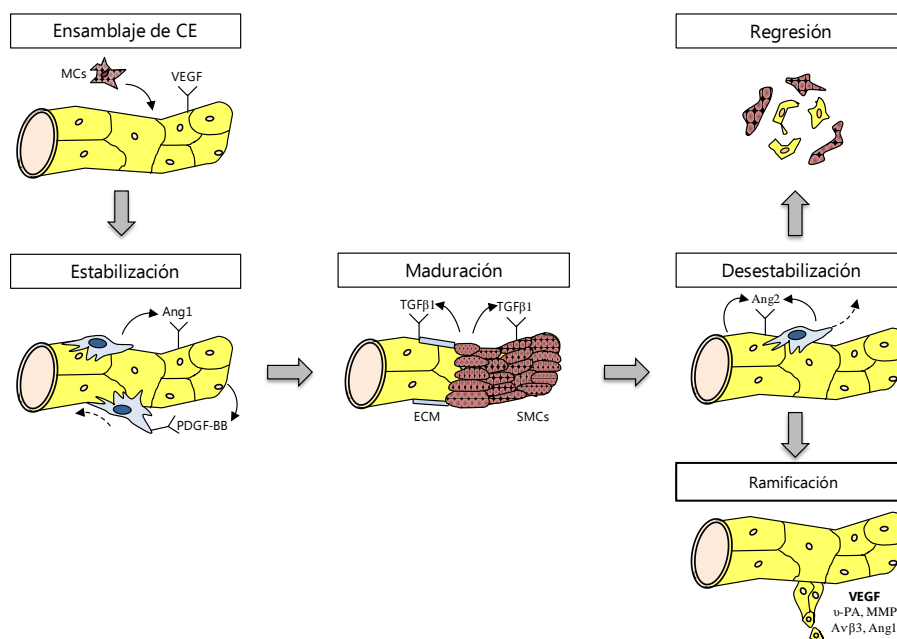 Ensamblaje de CE
MCs
VEGF
Regresión
Estabilización
Ang1
PDGF-BB
Maduración
TGFβ1
TGFβ1
ECM
SMCs
Desestabilización
Ang2
Ramificación
VEGF
υ-PA, MMP
Avβ3, Ang1